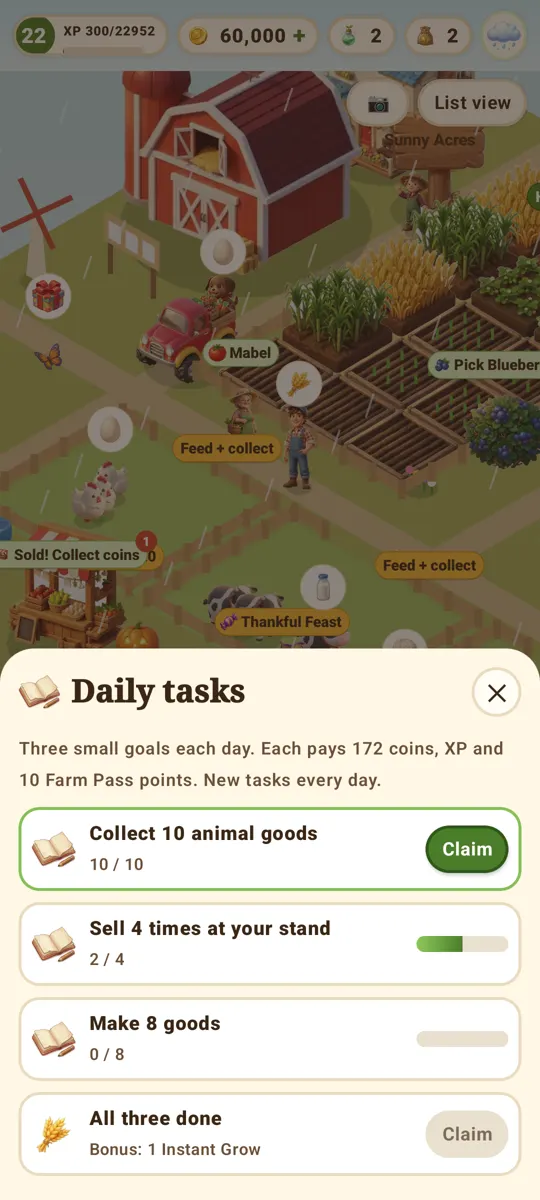 22
XP 300/22952
60,000 +
2
2
List view
Sunny Acres
Mabel
Pick Blueber
Feed + collect
Sold! Collect coins
1
0
Feed + collect
Thankful Feast
Daily tasks
Three small goals each day. Each pays 172 coins, XP and
10 Farm Pass points. New tasks every day.
Collect 10 animal goods
10 / 10
Claim
Sell 4 times at your stand
2 / 4
Make 8 goods
0 / 8
All three done
Bonus: 1 Instant Grow
Claim